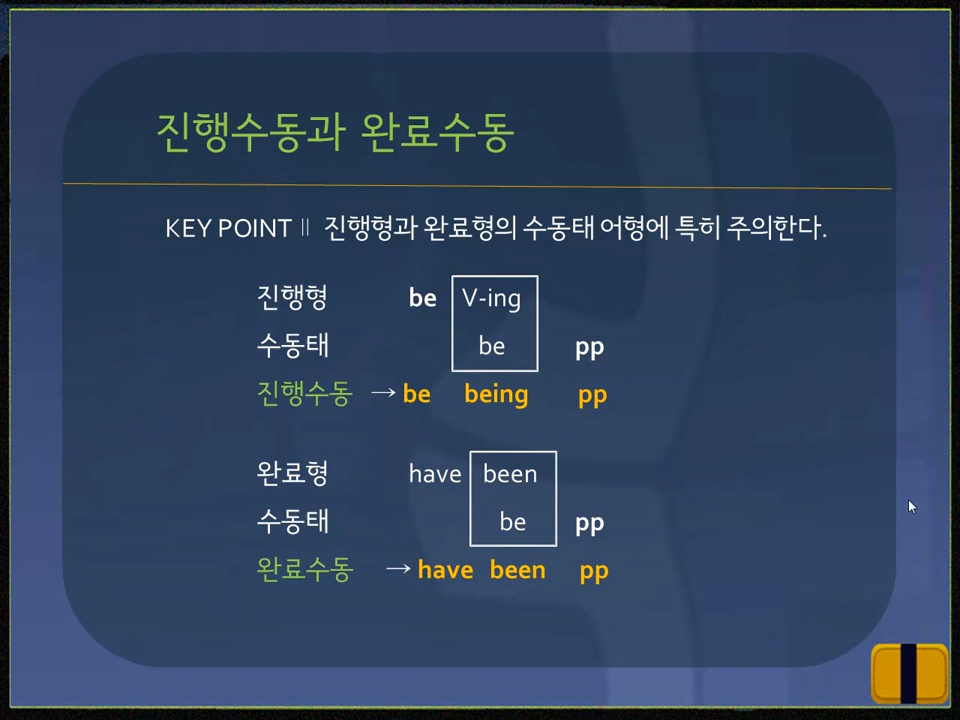 진행수동과 완료수동
KEY POINT Ⅱ 진행형과 완료형의 수동태 어형에 특히 주의한다.
진행형 be V-ing
수동태 be pp
진행수동 → be being pp
완료형 have been
수동태 be pp
완료수동 → have been pp